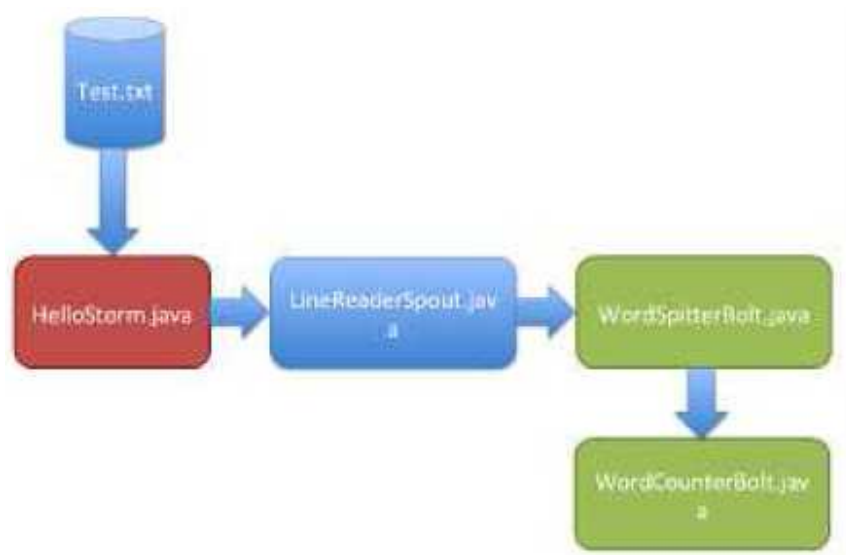 Test.txt
HelloStorm.java
LineReaderSpout.jav
a
WordSpitterBolt.java
WordCounterBolt.jav
a